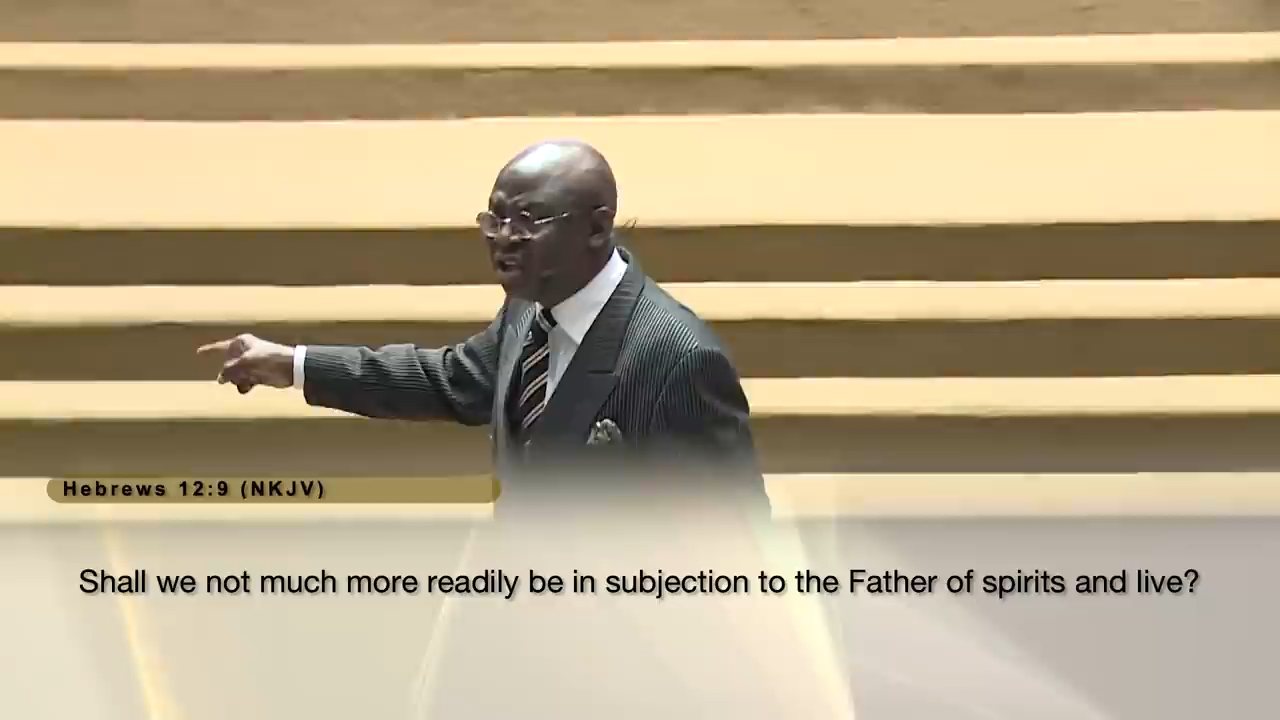 Hebrews 12:9 (NKJV)
Shall we not much more readily be in subjection to the Father of spirits and live?